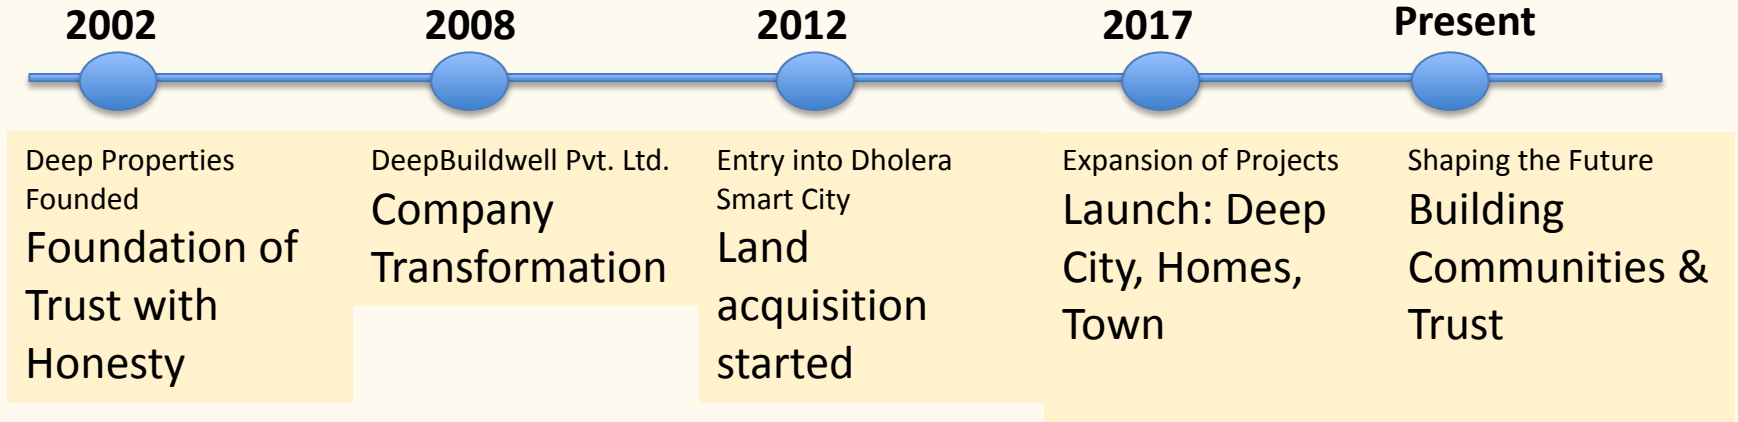 2002
2008
2012
2017
Present
Deep Properties
Founded
Foundation of
Trust with
Honesty
DeepBuildwell Pvt. Ltd.
Company
Transformation
Entry into Dholera
Smart City
Land
acquisition
started
Expansion of Projects
Launch: Deep
City, Homes,
Town
Shaping the Future
Building
Communities &
Trust